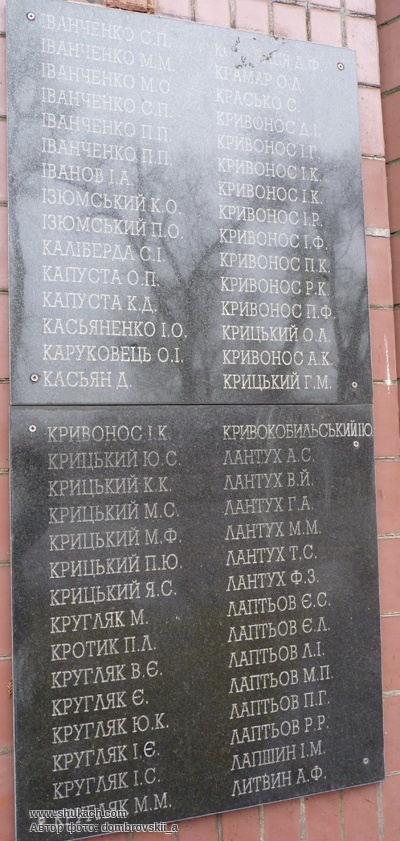 ІВАНЧЕНКО С.П.
ІВАНЧЕНКО М.М.
ІВАНЧЕНКО М.О.
ІВАНЧЕНКО С.П.
ІВАНЧЕНКО П.П.
ІВАНЧЕНКО П.П.
ІВАНОВ І.А.
ІЗЮМСЬКИЙ К.О.
ІЗЮМСЬКИЙ П.О.
КАЛІБЕРДА С.І.
КАПУСТА О.П.
КАПУСТА К.Д.
КАСЬЯНЕНКО І.О.
КАРУКОВЕЦЬ О.І.
КАСЬЯН Д.
Д.Ф.
КРАМАР О.Д.
КРАСЬКО Є.
КРИВОНОС Д.І.
КРИВОНОС І.Г.
КРИВОНОС І.К.
КРИВОНОС І.К.
КРИВОНОС І.Р.
КРИВОНОС І.Ф.
КРИВОНОС П.К.
КРИВОНОС Р.К.
КРИВОНОС П.Ф.
КРИЦЬКИЙ О.Л.
КРИВОНОС А.К.
КРИЦЬКИЙ Г.М.
КРИВОНОС І.К.
КРИЦЬКИЙ Ю.С.
КРИЦЬКИЙ К.К.
КРИЦЬКИЙ М.С.
КРИЦЬКИЙ М.Ф.
КРИЦЬКИЙ П.Ю.
КРИЦЬКИЙ Я.С.
КРУГЛЯК М.
КРОТИК П.Л.
КРУГЛЯК В.Є.
КРУГЛЯК Є.
КРУГЛЯК Ю.К.
КРУГЛЯК І.Є.
КРУГЛЯК І.С.
КРУГЛЯК М.М.
КРИВОКОБИЛЬСЬКИЙ Ю.
ЛАНТУХ А.С.
ЛАНТУХ В.Й.
ЛАНТУХ Г.А.
ЛАНТУХ М.М.
ЛАНТУХ Т.С.
ЛАНТУХ Ф.З.
ЛАПТЬОВ Є.С.
ЛАПТЬОВ Є.Л.
ЛАПТЬОВ Л.І.
ЛАПТЬОВ М.П.
ЛАПТЬОВ П.Г.
ЛАПТЬОВ Р.Р.
ЛАПШИН І.М.
ЛИТВИН А.Ф.
www.shukach.com
Автор фото: dombrovskii_a